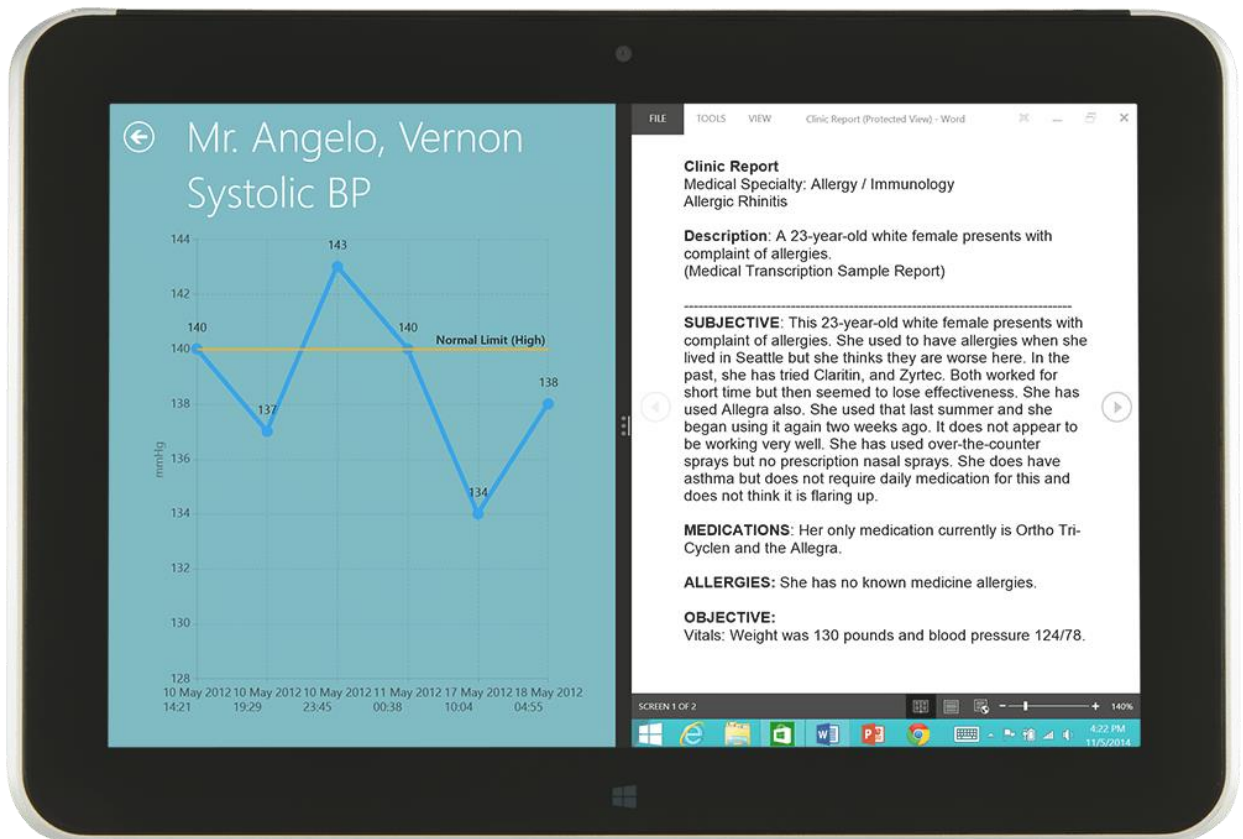 Mr. Angelo, Vernon
Systolic BP
144
143
142
140
140
140
Normal Limit (High)
138
138
137
136
mmHg
134
134
132
130
128
10 May 2012 10 May 2012 10 May 2012 11 May 2012 17 May 2012 18 May 2012
14:21 19:29 23:45 00:38 10:04 04:55
FILE TOOLS VIEW Clinic Report (Protected View) - Word
Clinic Report
Medical Specialty: Allergy / Immunology
Allergic Rhinitis
Description: A 23-year-old white female presents with
complaint of allergies.
(Medical Transcription Sample Report)
SUBJECTIVE: This 23-year-old white female presents with
complaint of allergies. She used to have allergies when she
lived in Seattle but she thinks they are worse here. In the
past, she has tried Claritin, and Zyrtec. Both worked for
short time but then seemed to lose effectiveness. She has
used Allegra also. She used that last summer and she
began using it again two weeks ago. It does not appear to
be working very well. She has used over-the-counter
sprays but no prescription nasal sprays. She does have
asthma but does not require daily medication for this and
does not think it is flaring up.
MEDICATIONS: Her only medication currently is Ortho Tri-
Cyclen and the Allegra.
ALLERGIES: She has no known medicine allergies.
OBJECTIVE:
Vitals: Weight was 130 pounds and blood pressure 124/78.
SCREEN 1 OF 2
140%
4:22 PM
11/5/2014